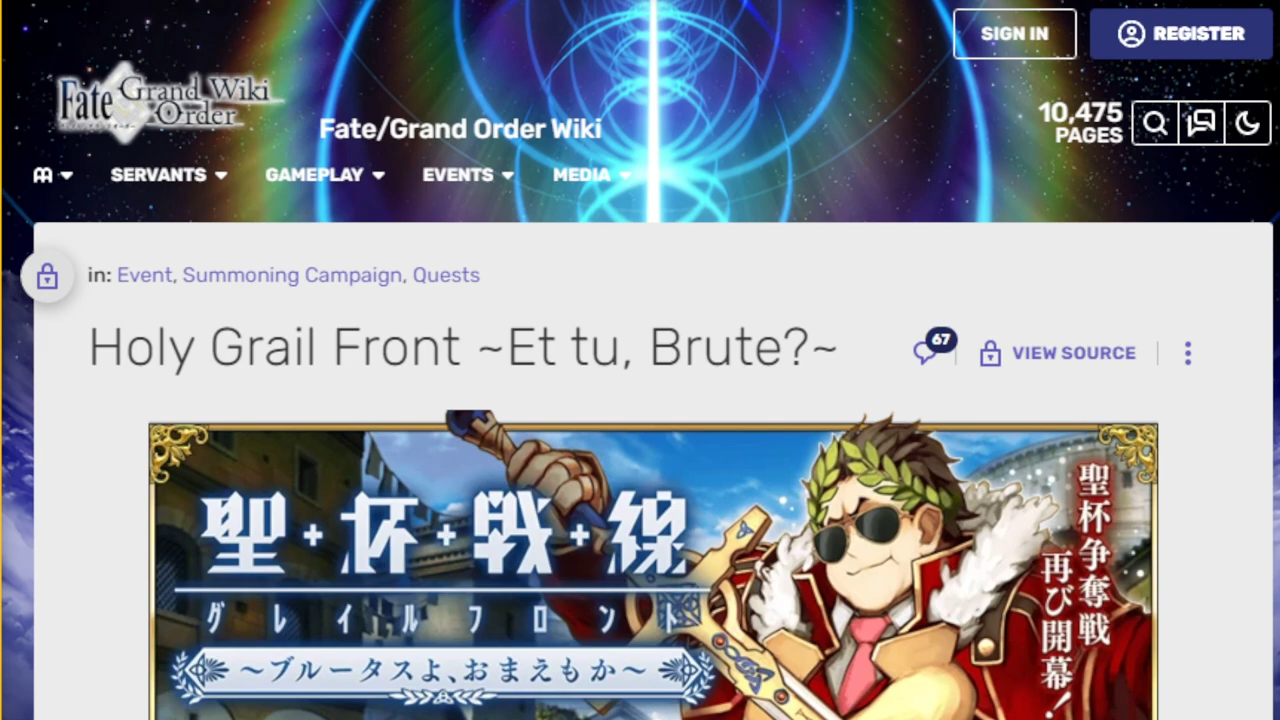 SIGN IN
REGISTER
Fate Grand Order Wiki
Fate/Grand Order Wiki
10,475
PAGES
SERVANTS
GAMEPLAY
EVENTS
MEDIA
in: Event, Summoning Campaign, Quests
Holy Grail Front ~Et tu, Brute?~
67
VIEW SOURCE
聖+杯+戦+線
グレイルフロント
～ブルータスよ、おまえもか～
聖杯争奪戦
再び開幕！